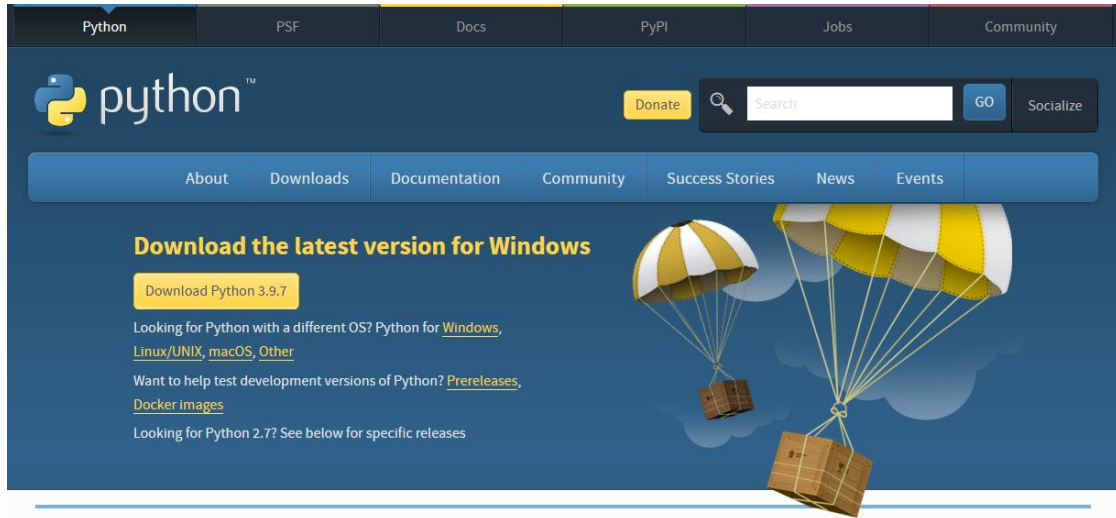 Python PSF Docs PyPI Jobs Community
python™
Donate Search GO Socialize
About Downloads Documentation Community Success Stories News Events
Download the latest version for Windows
Download Python 3.9.7
Looking for Python with a different OS? Python for Windows,
Linux/UNIX, macOS, Other
Want to help test development versions of Python? Prereleases,
Docker images
Looking for Python 2.7? See below for specific releases